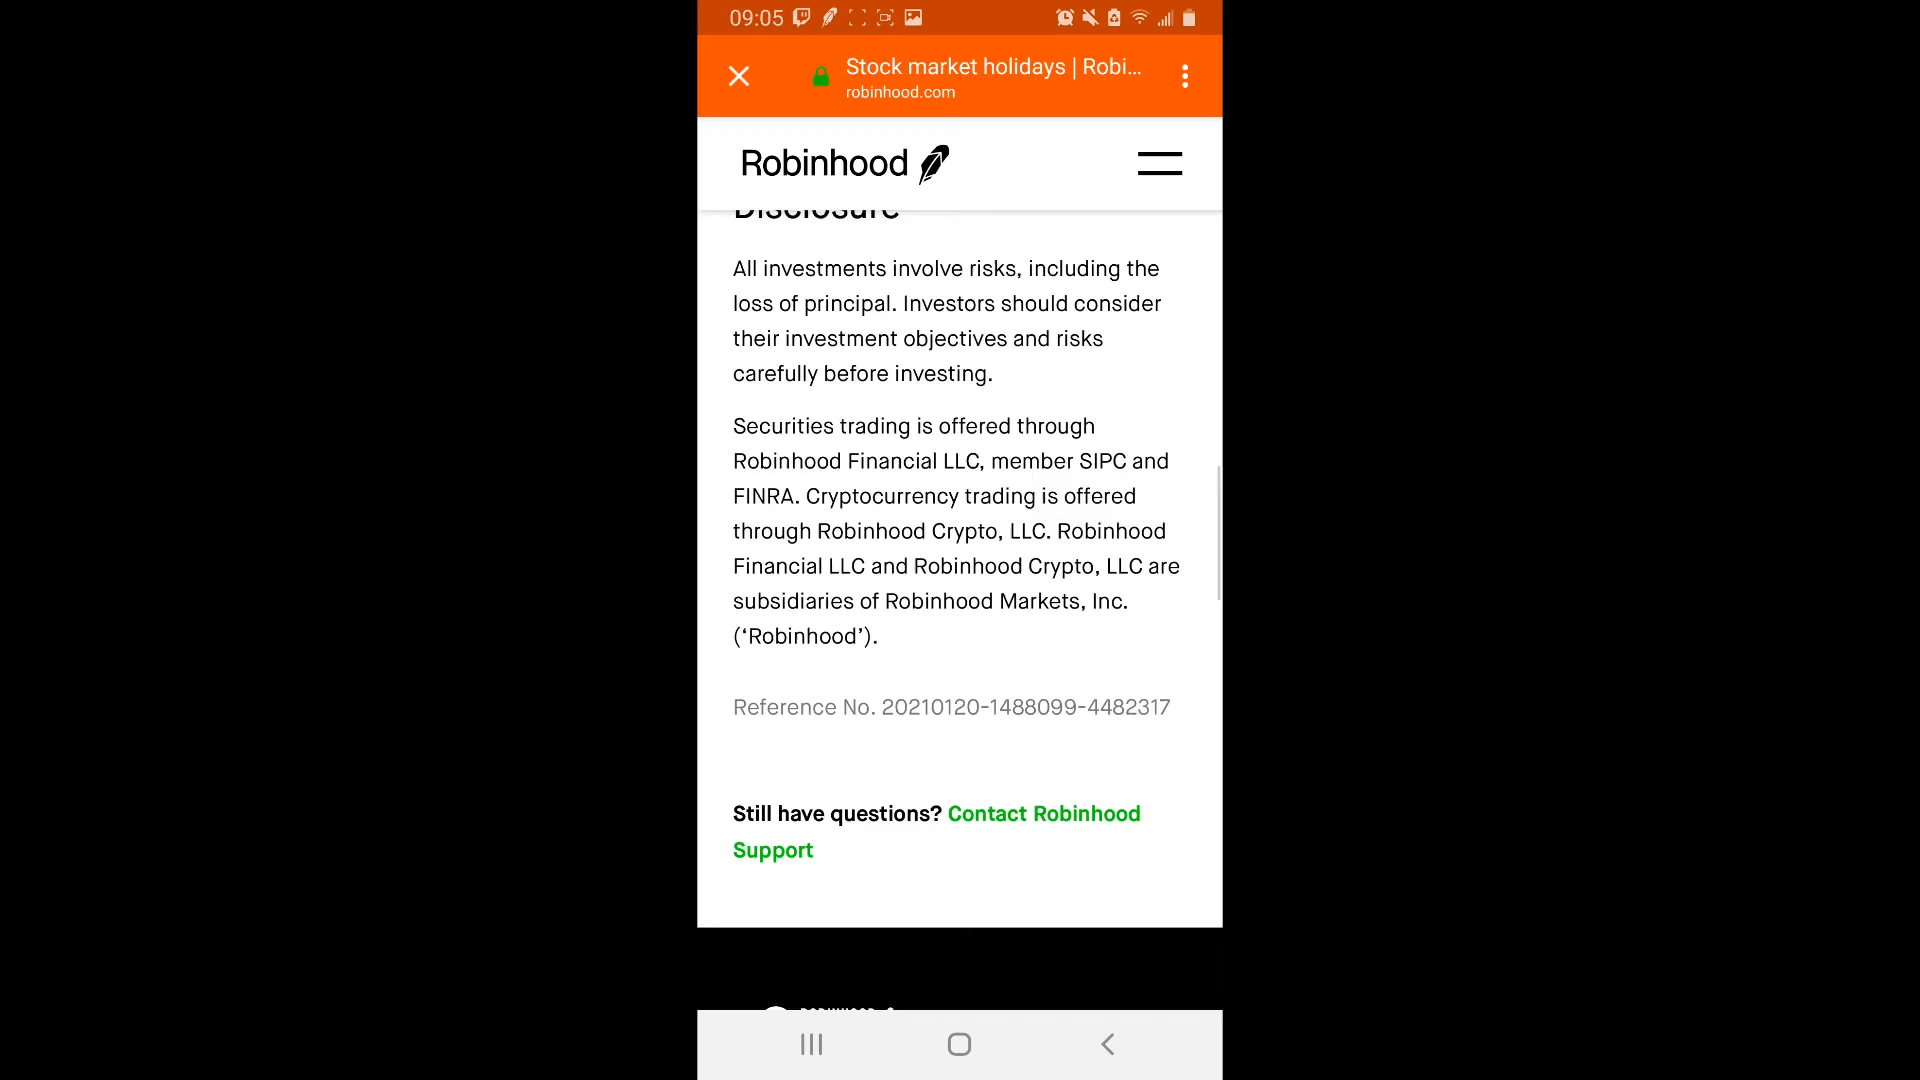 09:05
Stock market holidays | Robi...
robinhood.com
Robinhood
Disclosure
All investments involve risks, including the
loss of principal. Investors should consider
their investment objectives and risks
carefully before investing.
Securities trading is offered through
Robinhood Financial LLC, member SIPC and
FINRA. Cryptocurrency trading is offered
through Robinhood Crypto, LLC. Robinhood
Financial LLC and Robinhood Crypto, LLC are
subsidiaries of Robinhood Markets, Inc.
(‘Robinhood’).
Reference No. 20210120-1488099-4482317
Still have questions? Contact Robinhood
Support